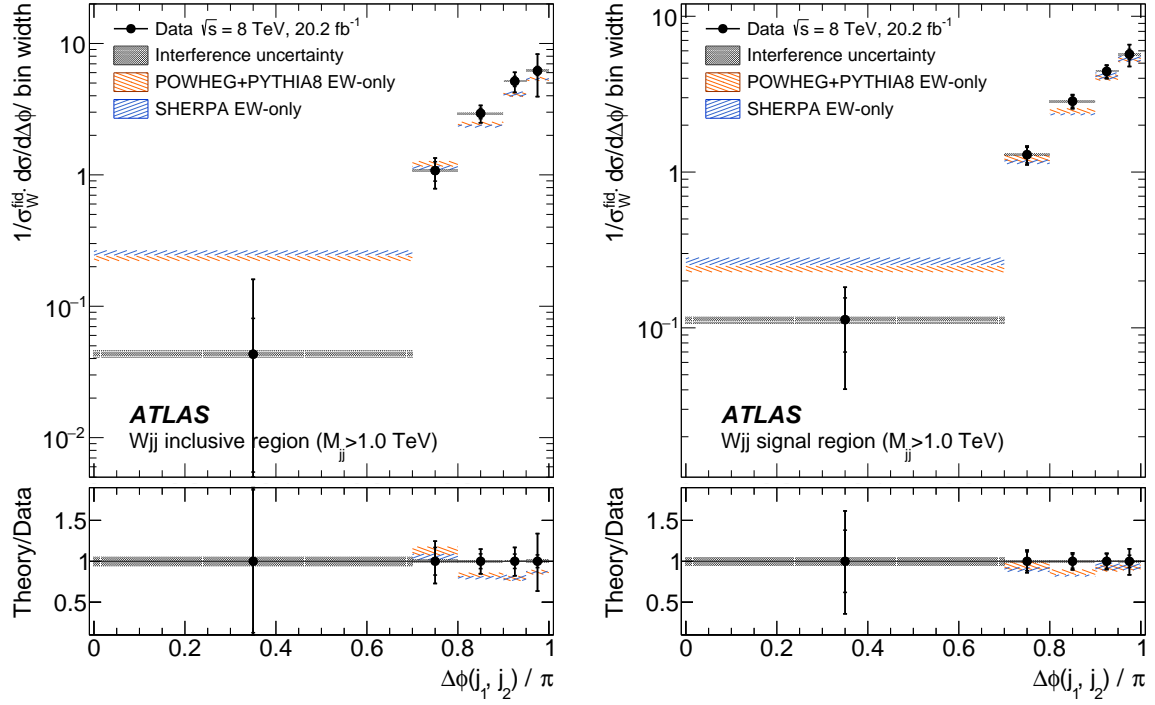 Data √s = 8 TeV, 20.2 fb⁻¹
Interference uncertainty
POWHEG+PYTHIA8 EW-only
SHERPA EW-only
1/σ_W^fid. dσ/dΔϕ/ bin width
10
1
10⁻¹
10⁻²
ATLAS
Wjj inclusive region (M_jj>1.0 TeV)
Theory/Data
1.5
1
0.5
0 0.2 0.4 0.6 0.8 1
Δϕ(j₁, j₂) / π
Data √s = 8 TeV, 20.2 fb⁻¹
Interference uncertainty
POWHEG+PYTHIA8 EW-only
SHERPA EW-only
1/σ_W^fid. dσ/dΔϕ/ bin width
10
1
10⁻¹
ATLAS
Wjj signal region (M_jj>1.0 TeV)
Theory/Data
1.5
1
0.5
0 0.2 0.4 0.6 0.8 1
Δϕ(j₁, j₂) / π